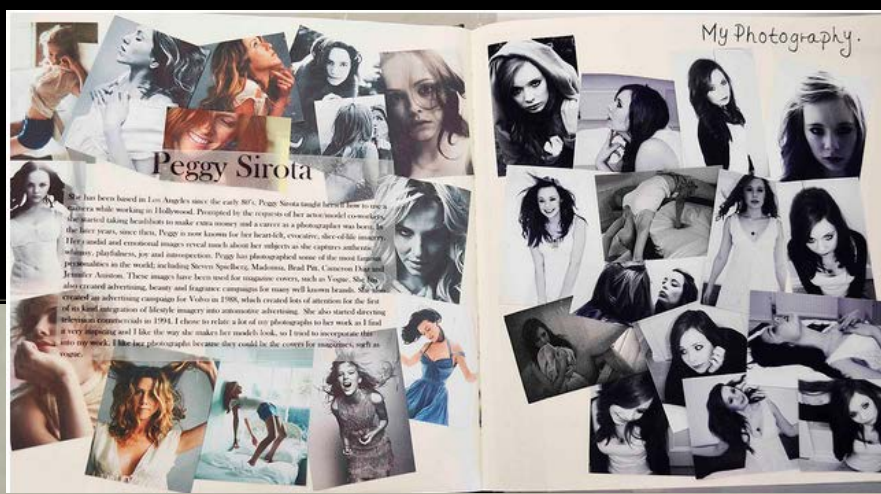 My Photography.
Peggy Sirota
She has been based in Los Angeles since the early 80's. Peggy Sirota taught herself how to use a
camera while working in Hollywood. Prompted by the requests of her actor/model co-workers,
she started taking headshots to make extra money and a career as a photographer was born. In
the later years, since then, Peggy is now known for her heart-felt, evocative, slice-of-life imagery.
Her candid and emotional images reveal much about her subjects as she captures authentic
whimsy, playfulness, joy and introspection. Peggy has photographed some of the most famous
personalities in the world; including Steven Spielberg, Madonna, Brad Pitt, Cameron Diaz and
Jennifer Aniston. These images have been used for magazine covers, such as Vogue. She has
also created advertising, beauty and fragrance campaigns for many well known brands. She also
created an advertising campaign for Volvo in 1988, which created lots of attention for the first
of its kind integration of lifestyle imagery into automotive advertising. She also started directing
television commercials in 1994. I chose to relate a lot of my photographs to her work as I find
it very inspiring and I like the way she makes her models look, so I tried to incorporate this
into my work. I like her photographs because they could be the covers for magazines, such as
vogue.